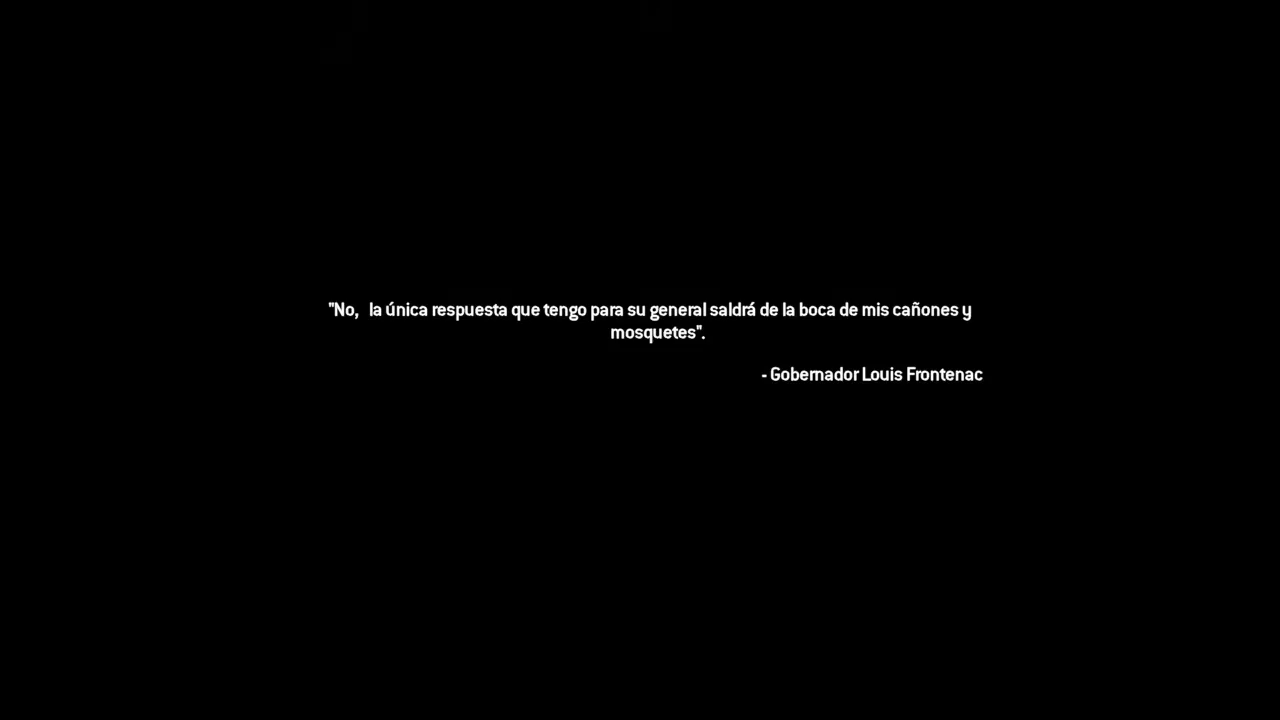 "No, la única respuesta que tengo para su general saldrá de la boca de mis cañones y
mosquetes".
- Gobernador Louis Frontenac